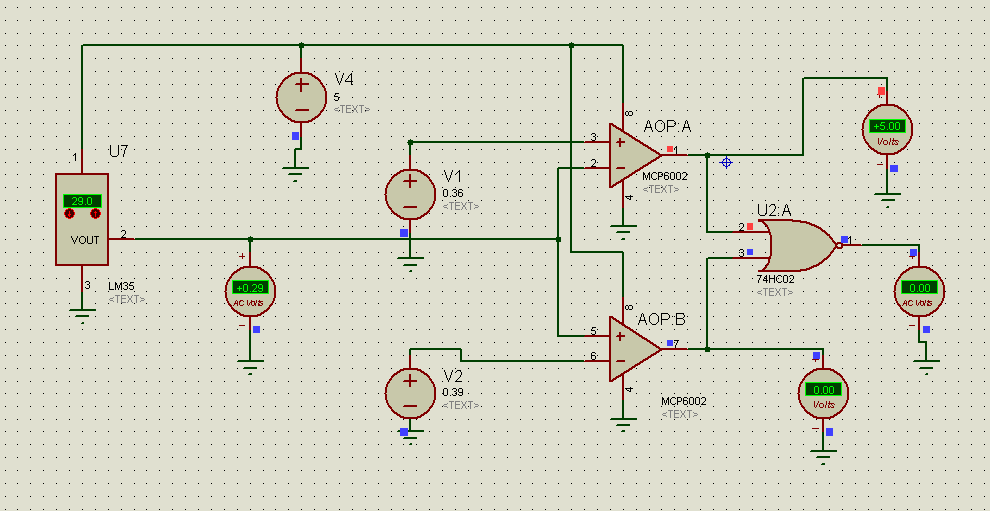 V4
5
<TEXT>
8
AOP:A
+
+5.00
Volts
1
U7
3
2
1
MCP6002
<TEXT>
4
V1
0.36
<TEXT>
29.0
VOUT
2
U2:A
2
3
1
74HC02
<TEXT>
3
LM35
<TEXT>
+0.29
AC Volts
+
0.00
AC Volts
8
AOP:B
5
6
7
4
MCP6002
<TEXT>
V2
0.39
<TEXT>
+
0.00
Volts